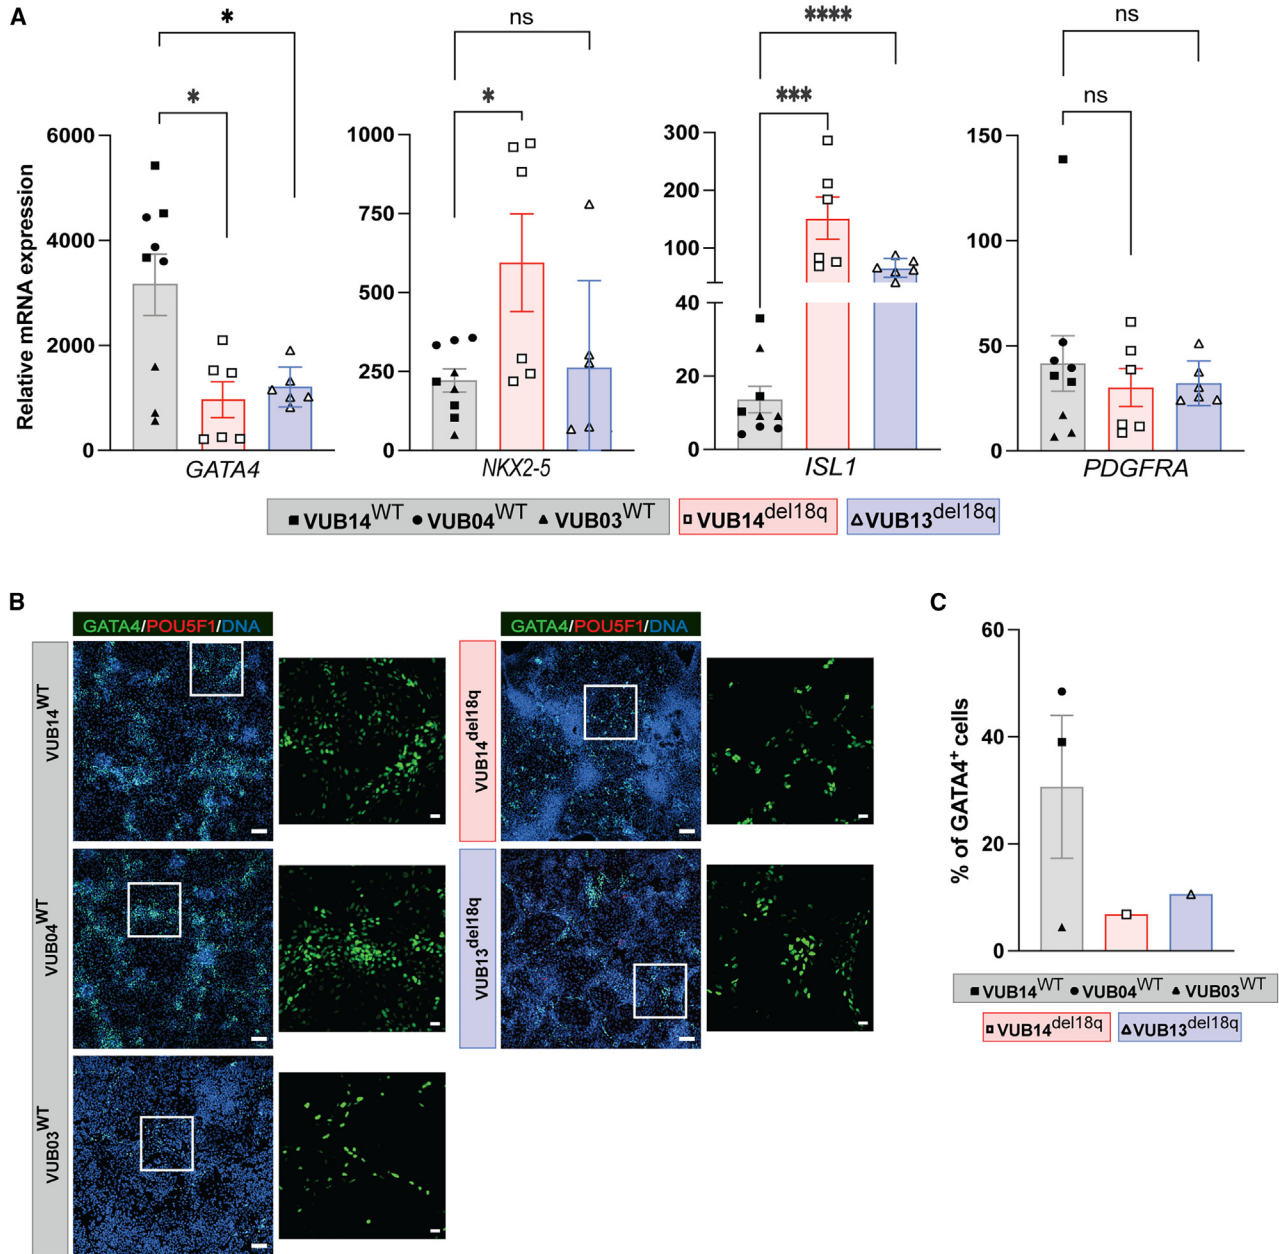 A
* ns **** ns
* * *** ns
Relative mRNA expression
6000
4000
2000
0
GATA4
1000
750
500
250
0
NKX2-5
300
200
100
40
20
0
ISL1
150
100
50
0
PDGFRA
VUB14WT VUB04WT VUB03WT VUB14del18q VUB13del18q
B
GATA4/POU5F1/DNA
GATA4/POU5F1/DNA
VUB14WT
VUB14del18q
VUB04WT
VUB13del18q
VUB03WT
C
% of GATA4+ cells
60
40
20
0
VUB14WT VUB04WT VUB03WT
VUB14del18q VUB13del18q